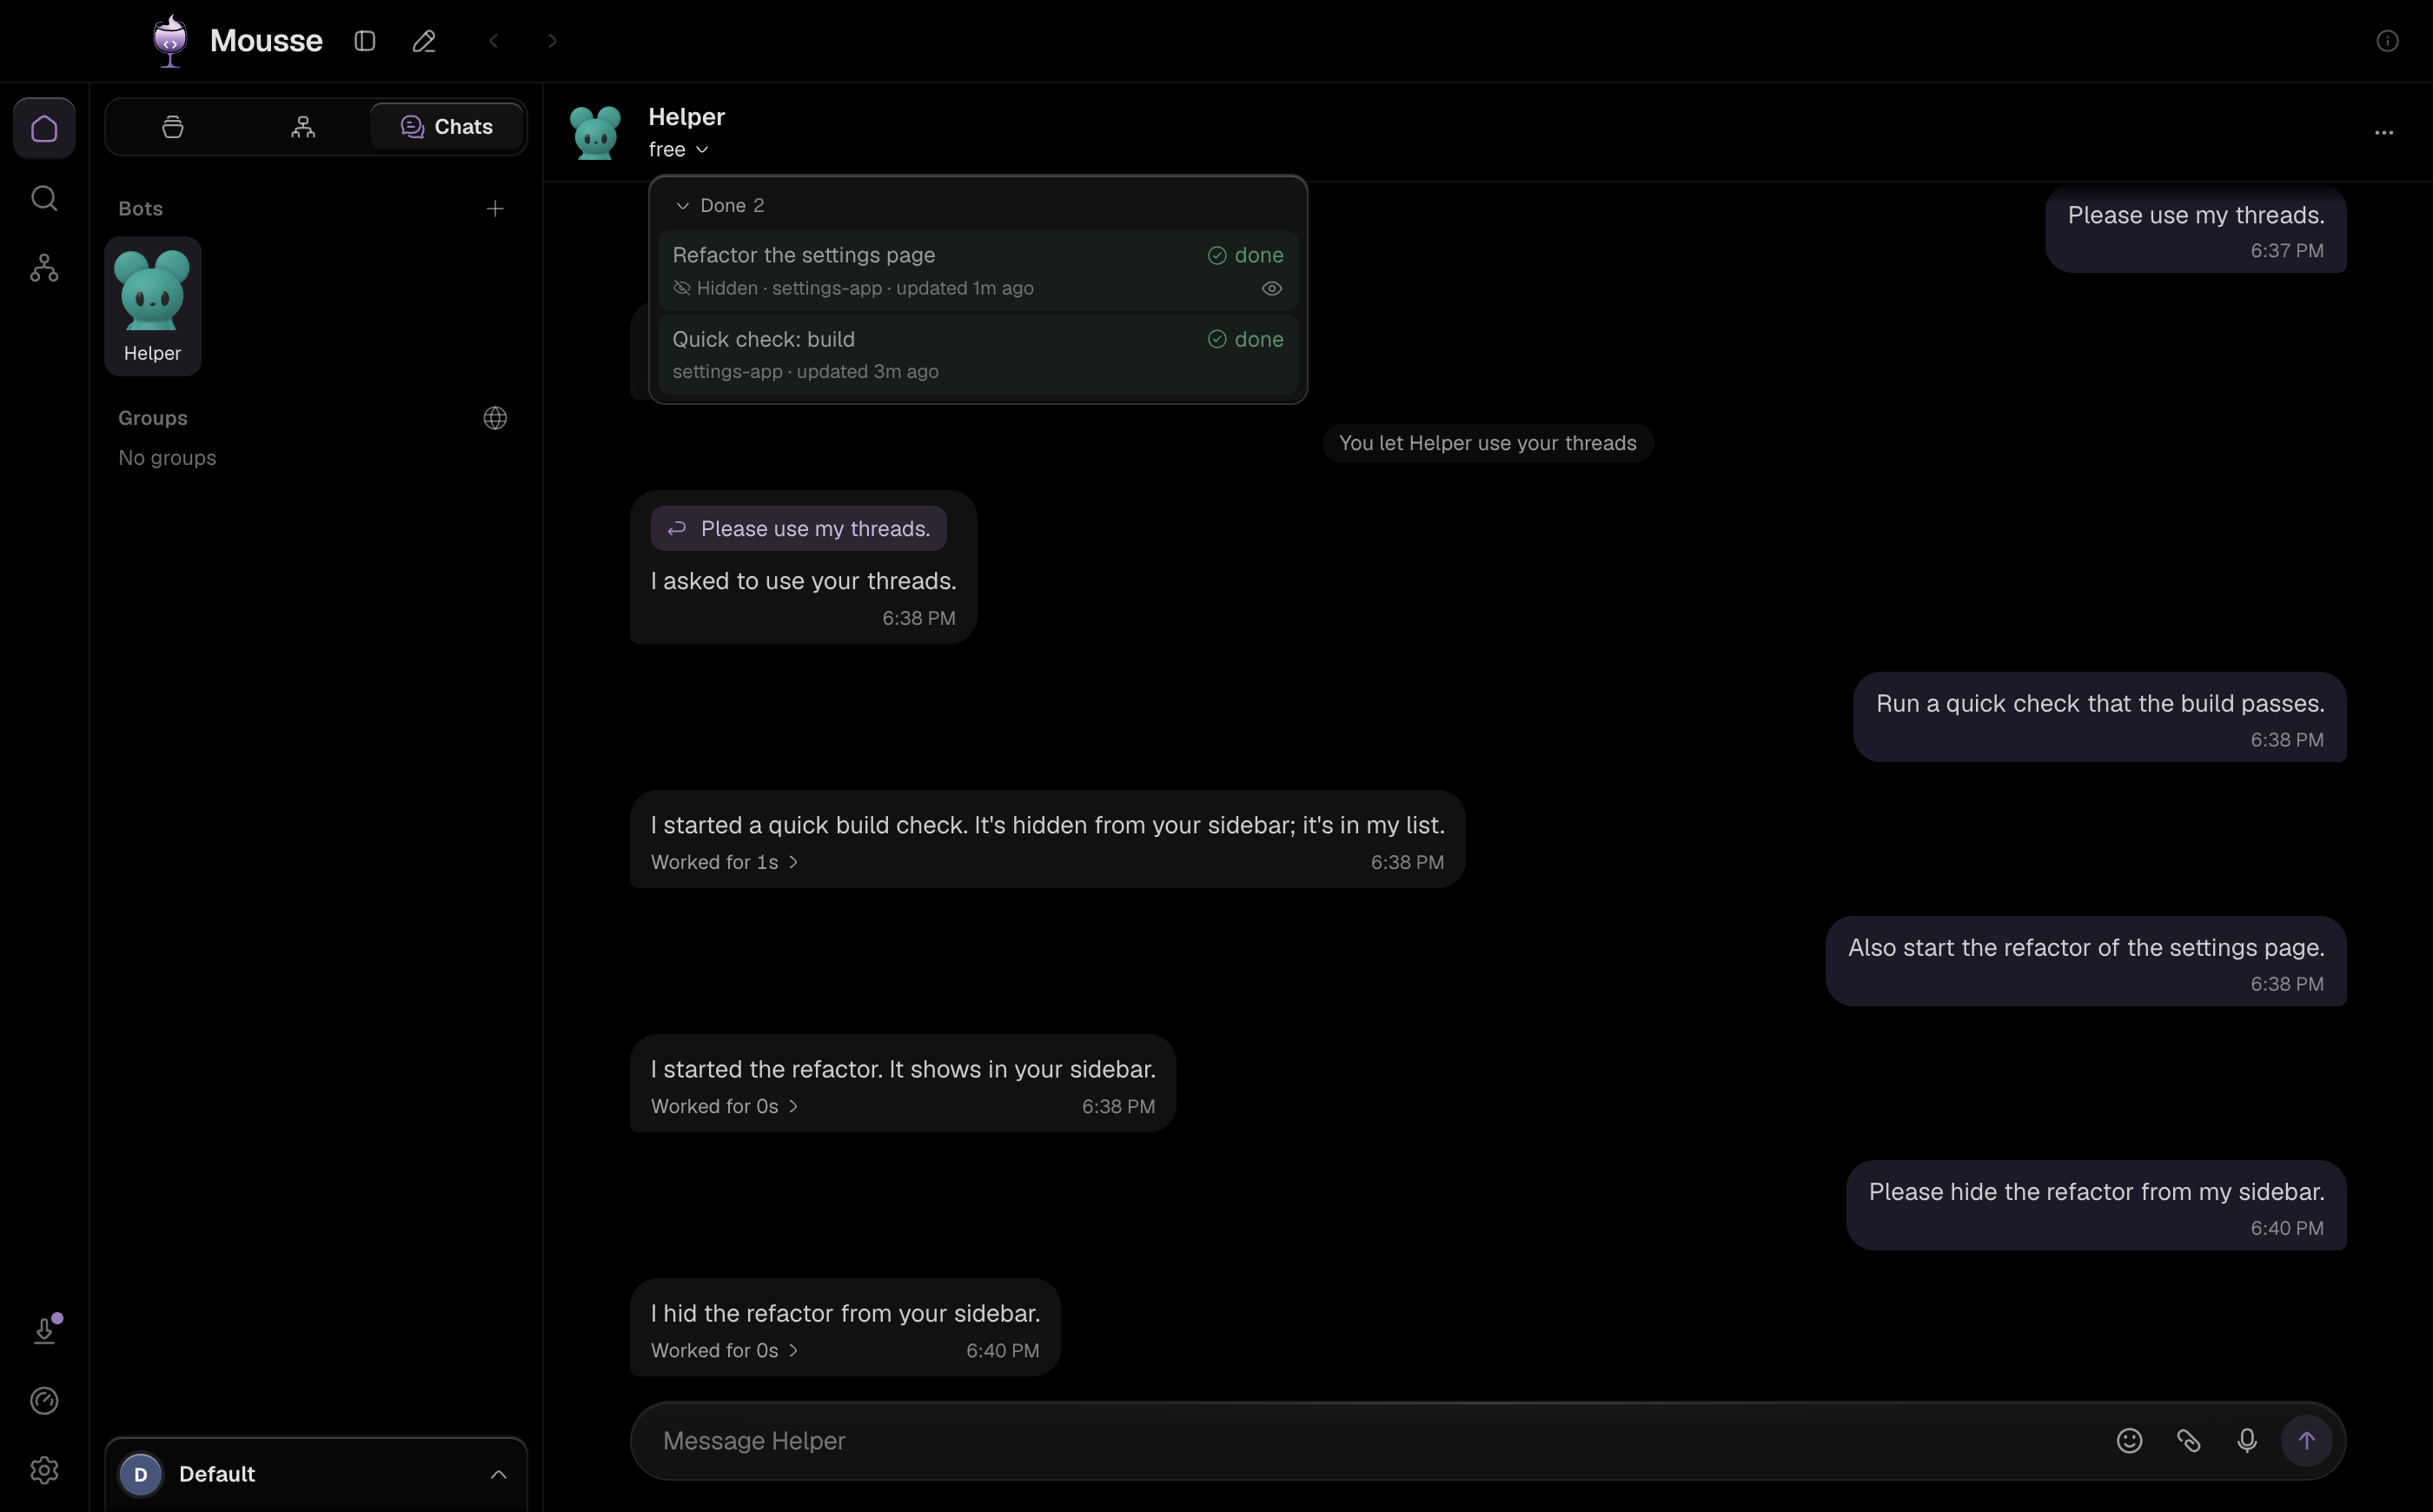 Mousse
Chats
Bots
Helper
Groups
No groups
D Default
Helper
free
Done 2
Refactor the settings page done
Hidden · settings-app · updated 1m ago
Quick check: build done
settings-app · updated 3m ago
Please use my threads.
6:37 PM
You let Helper use your threads
Please use my threads.
I asked to use your threads.
6:38 PM
Run a quick check that the build passes.
6:38 PM
I started a quick build check. It's hidden from your sidebar; it's in my list.
Worked for 1s 6:38 PM
Also start the refactor of the settings page.
6:38 PM
I started the refactor. It shows in your sidebar.
Worked for 0s 6:38 PM
Please hide the refactor from my sidebar.
6:40 PM
I hid the refactor from your sidebar.
Worked for 0s 6:40 PM
Message Helper